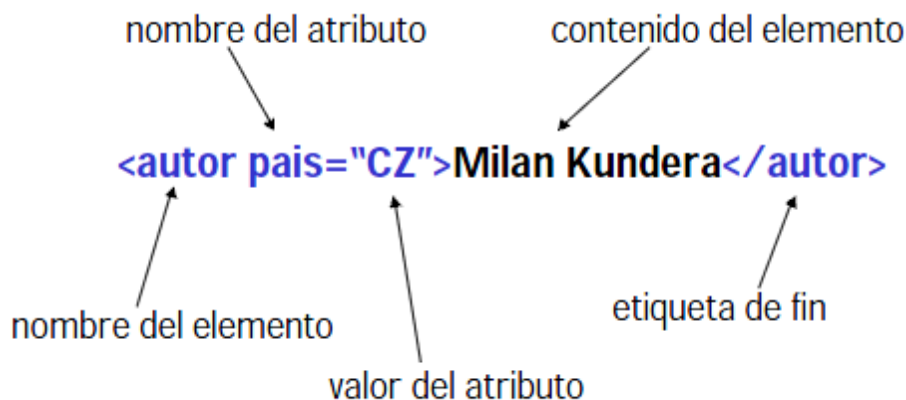 nombre del atributo
contenido del elemento
<autor pais=“CZ”>Milan Kundera</autor>
nombre del elemento
etiqueta de fin
valor del atributo